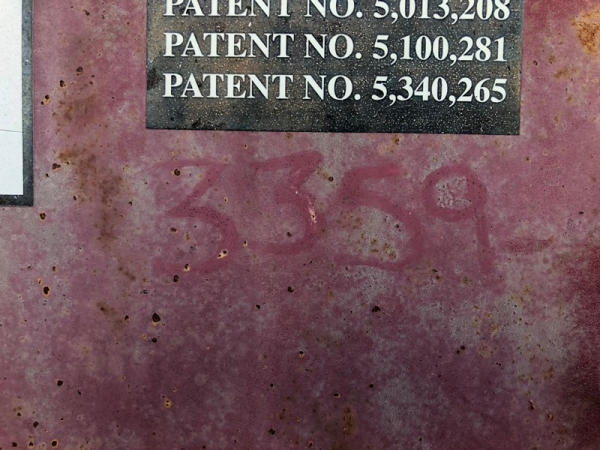 PATENT NO. 5,013,208
PATENT NO. 5,100,281
PATENT NO. 5,340,265
3359